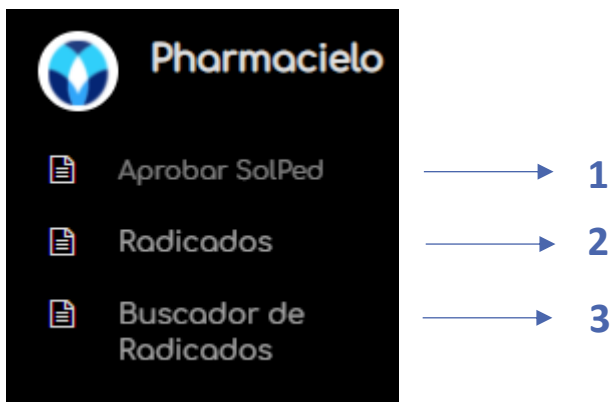 Pharmacielo
Aprobar SolPed
1
Radicados
2
Buscador de
Radicados
3